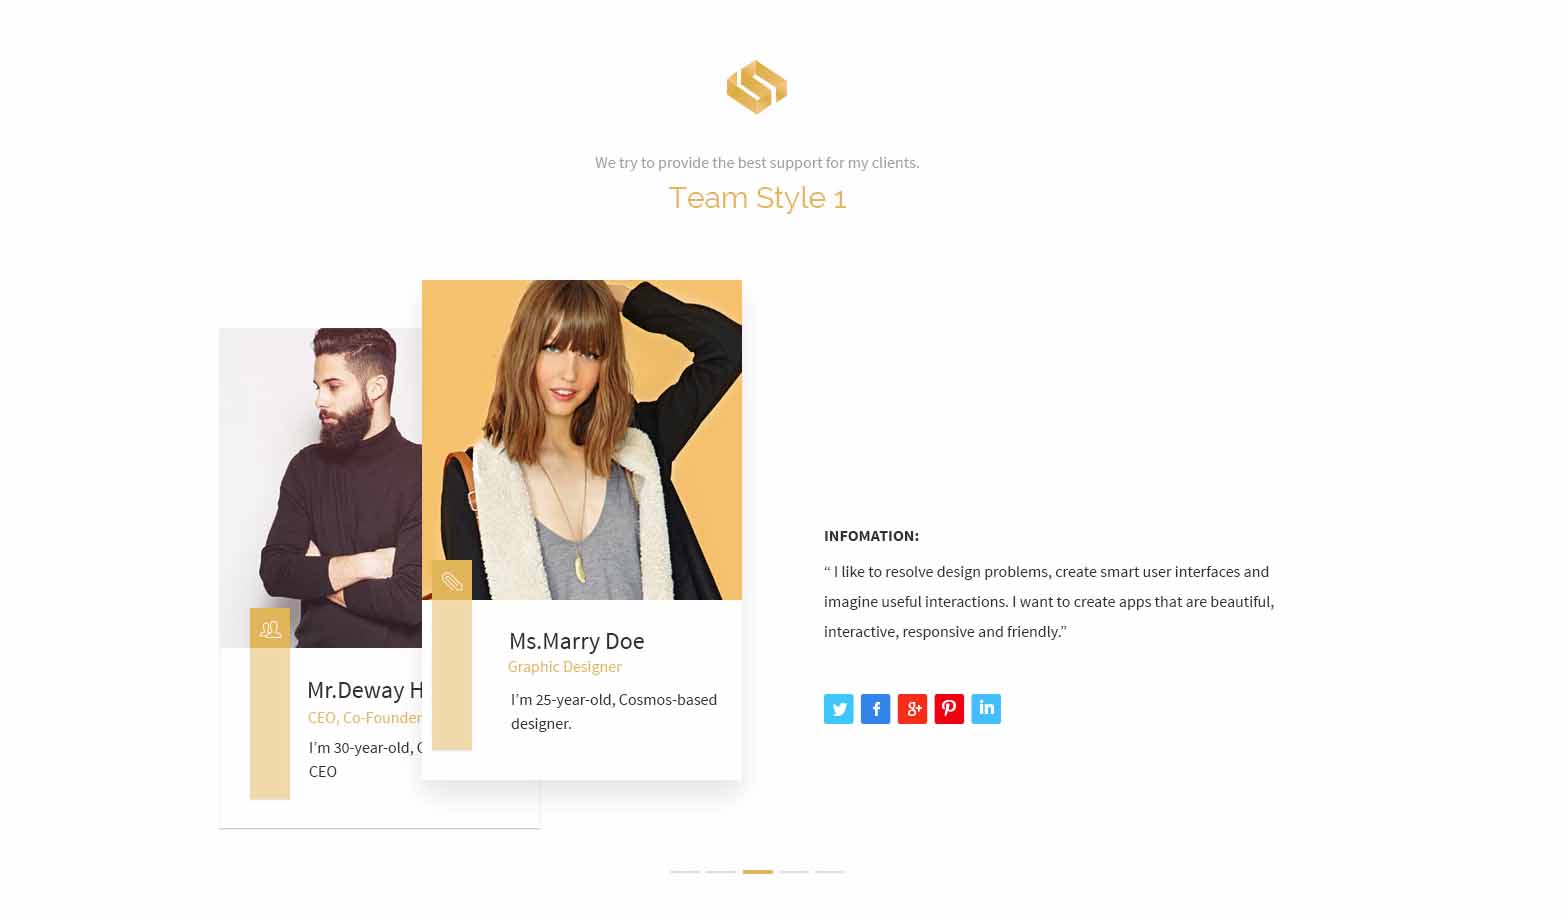 We try to provide the best support for my clients.
Team Style 1
Mr.Deway H
CEO, Co-Founder
I'm 30-year-old,
CEO
Ms.Marry Doe
Graphic Designer
I'm 25-year-old, Cosmos-based
designer.
INFOMATION:
“ I like to resolve design problems, create smart user interfaces and
imagine useful interactions. I want to create apps that are beautiful,
interactive, responsive and friendly.”